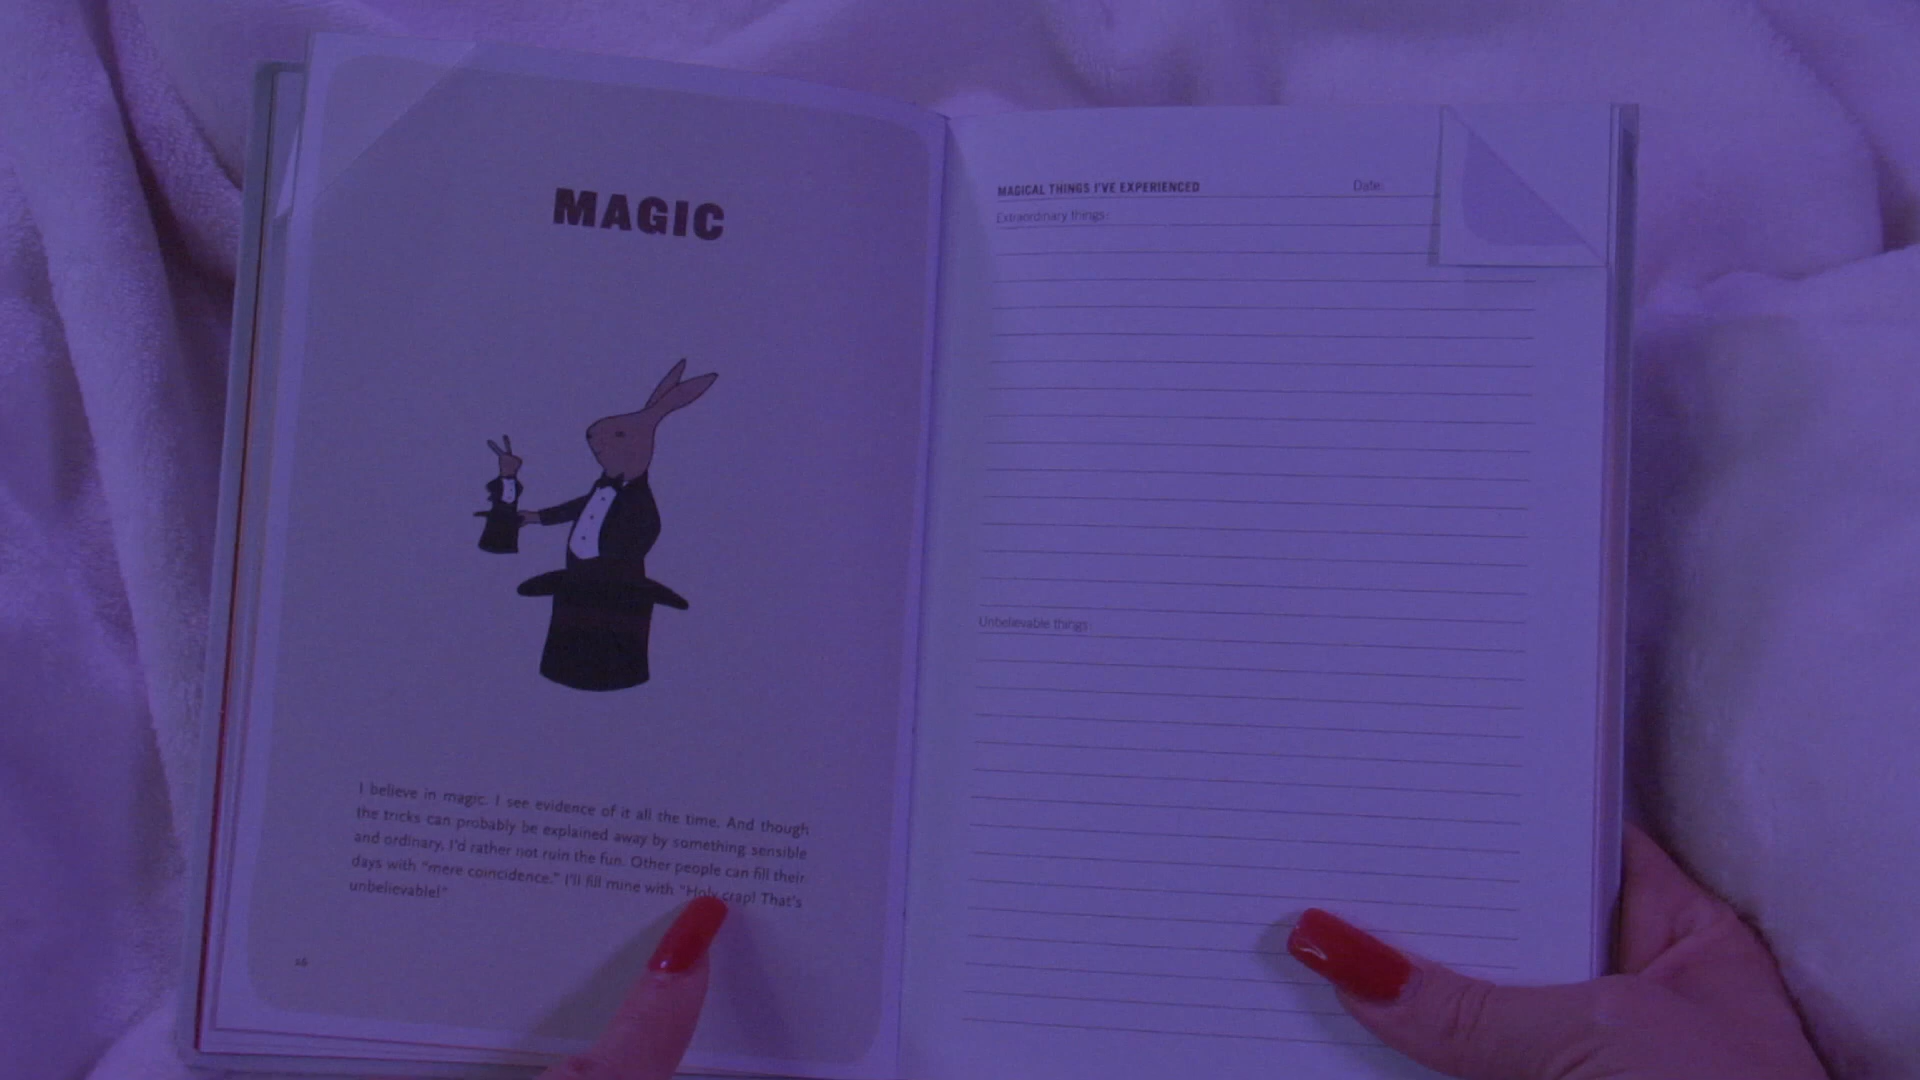 MAGIC
I believe in magic. I see evidence of it all the time. And though
the tricks can probably be explained away by something sensible
and ordinary, I'd rather not ruin the fun. Other people can fill their
days with "mere coincidence." I'll fill mine with "Holy crap! That's
unbelievable!"
26
MAGICAL THINGS I'VE EXPERIENCED Date:
Extraordinary things:
Unbelievable things: